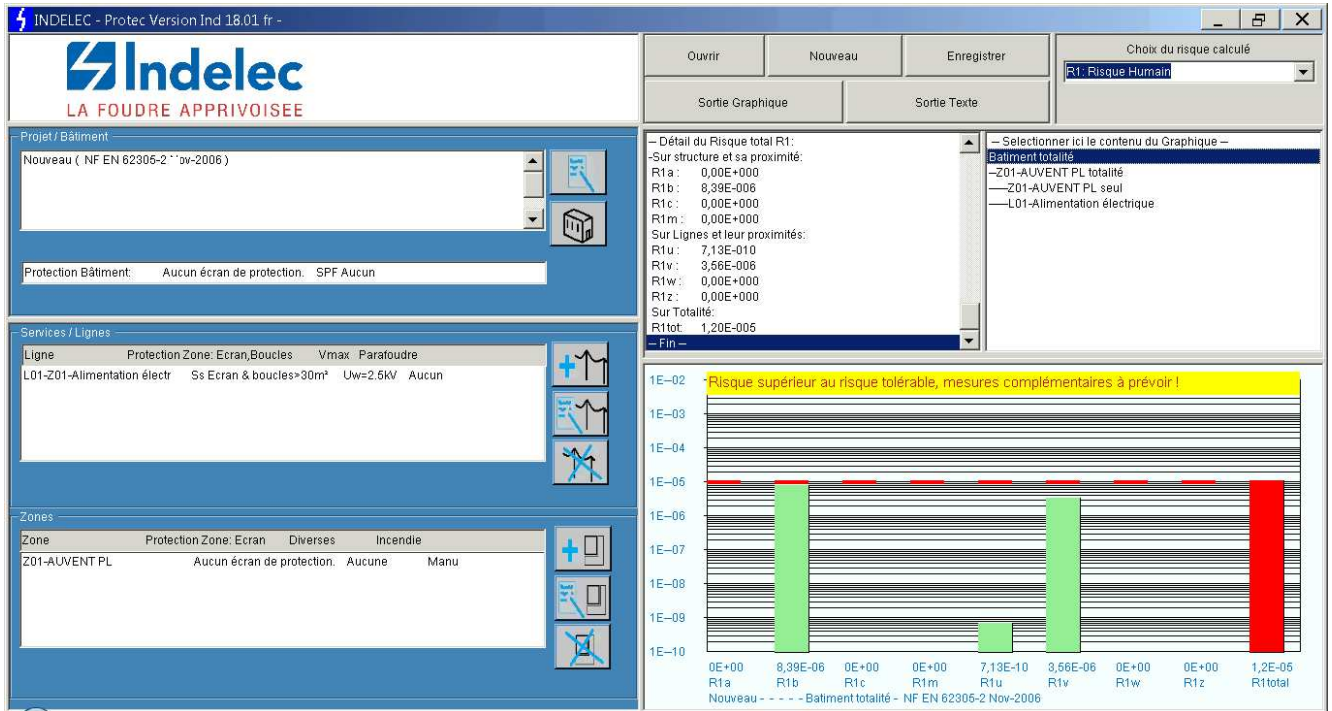 INDELEC - Protec Version Ind 18.01 fr -
Indelec
LA FOUDRE APPRIVOISEE
Ouvrir
Nouveau
Enregistrer
Sortie Graphique
Sortie Texte
Choix du risque calculé
R1: Risque Humain
Projet / Bâtiment
Nouveau ( NF EN 62305-2 ov-2006 )
Protection Bâtiment: Aucun écran de protection. SPF Aucun
Services / Lignes
Ligne Protection Zone: Ecran,Boucles Vmax Parafoudre
L01-Z01-Alimentation électr Ss Ecran & boucles>30m² Uw=2.5kV Aucun
Zones
Zone Protection Zone: Ecran Diverses Incendie
Z01-AUVENT PL Aucun écran de protection. Aucune Manu
– Détail du Risque total R1:
-Sur structure et sa proximité:
R1a : 0,00E+000
R1b : 8,39E-006
R1c : 0,00E+000
R1m : 0,00E+000
Sur Lignes et leur proximités:
R1u : 7,13E-010
R1v : 3,56E-006
R1w : 0,00E+000
R1z : 0,00E+000
Sur Totalité:
R1tot: 1,20E-005
– Fin –
– Selectionner ici le contenu du Graphique –
Batiment totalité
–Z01-AUVENT PL totalité
––Z01-AUVENT PL seul
––L01-Alimentation électrique
Risque supérieur au risque tolérable, mesures complémentaires à prévoir !
1E–02
1E–03
1E–04
1E–05
1E–06
1E–07
1E–08
1E–09
1E–10
0E+00 8,39E-06 0E+00 0E+00 7,13E-10 3,56E-06 0E+00 0E+00 1,2E-05
R1a R1b R1c R1m R1u R1v R1w R1z R1total
Nouveau - - - - - Batiment totalité - NF EN 62305-2 Nov-2006